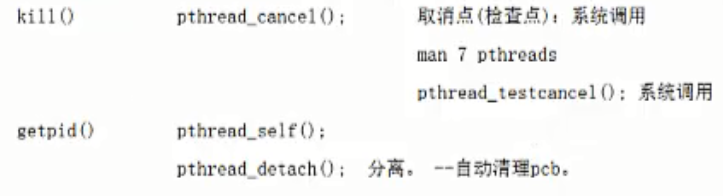 kill() pthread_cancel(); 取消点(检查点): 系统调用
man 7 pthreads
pthread_testcancel(); 系统调用
getpid() pthread_self();
pthread_detach(); 分离。 --自动清理pcb。